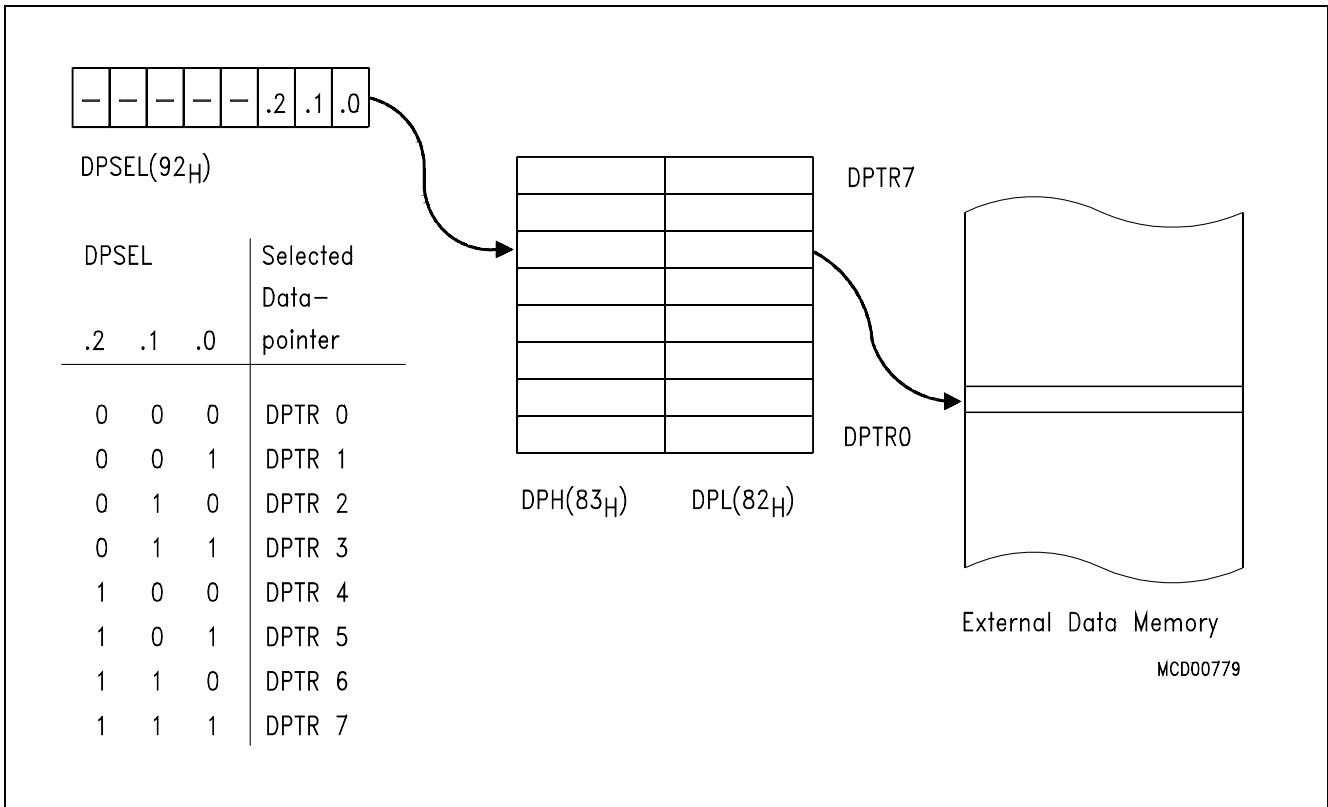 – – – – – .2 .1 .0
DPSEL(92H)
DPSEL Selected
Data–
.2 .1 .0 pointer
0 0 0 DPTR 0
0 0 1 DPTR 1
0 1 0 DPTR 2
0 1 1 DPTR 3
1 0 0 DPTR 4
1 0 1 DPTR 5
1 1 0 DPTR 6
1 1 1 DPTR 7
DPTR7
DPTR0
DPH(83H) DPL(82H)
External Data Memory
MCD00779